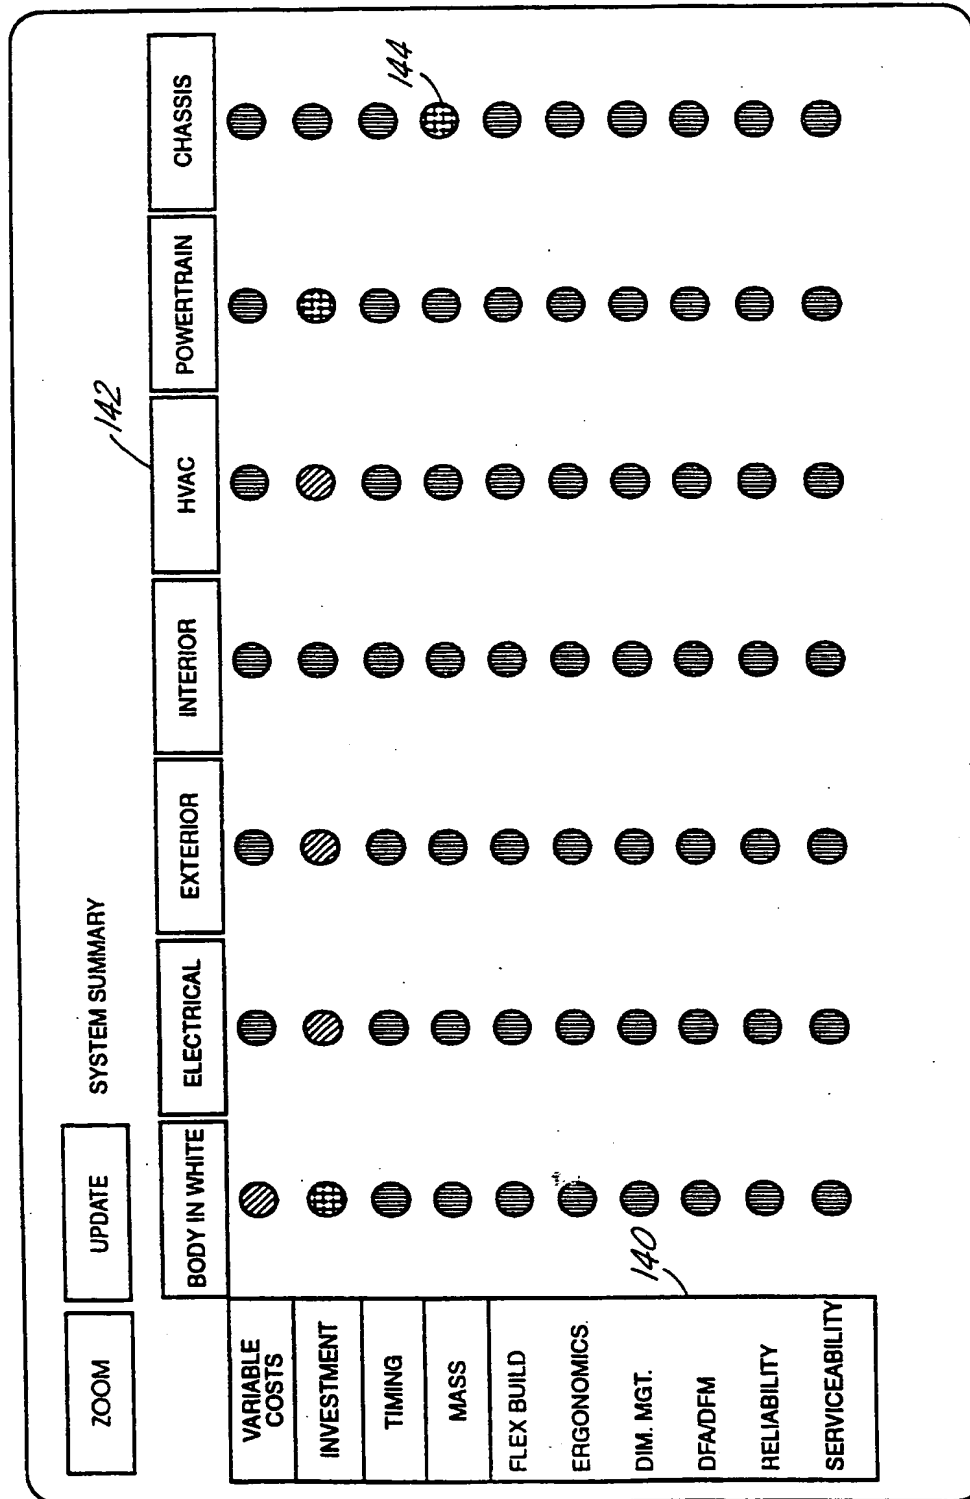 ZOOM
UPDATE
SYSTEM SUMMARY
142
BODY IN WHITE
ELECTRICAL
EXTERIOR
INTERIOR
HVAC
POWERTRAIN
CHASSIS
VARIABLE
COSTS
INVESTMENT
TIMING
MASS
144
FLEX BUILD
ERGONOMICS.
DIM. MGT.
140
DFA/DFM
RELIABILITY
SERVICEABILITY